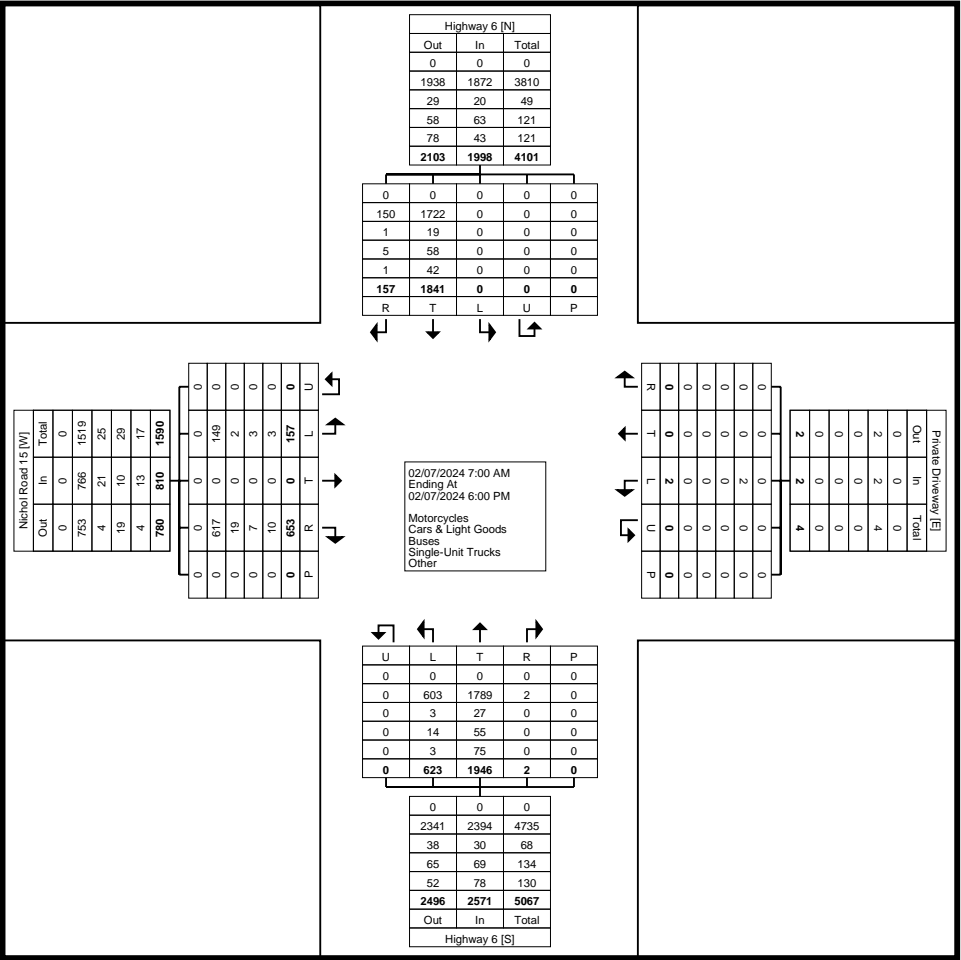 Highway 6 [N]
Out In Total
0 0 0
1938 1872 3810
29 20 49
58 63 121
78 43 121
2103 1998 4101
0 0 0 0 0
150 1722 0 0 0
1 19 0 0 0
5 58 0 0 0
1 42 0 0 0
157 1841 0 0 0
R T L U P
Nichol Road 15 [W]
Total 0 1519 25 29 17 1590
In 0 766 21 10 13 810
Out 0 753 4 19 4 780
0 0 0 0 0 0 U
0 149 2 3 3 157 L
0 0 0 0 0 0 T
0 617 19 7 10 653 R
0 0 0 0 0 0 P
02/07/2024 7:00 AM
Ending At
02/07/2024 6:00 PM
Motorcycles
Cars & Light Goods
Buses
Single-Unit Trucks
Other
R 0 0 0 0 0 0
T 0 0 0 0 0 0
L 2 0 0 0 2 0
U 0 0 0 0 0 0
P 0 0 0 0 0 0
Private Driveway [E]
Out In Total
0 0 0
2 2 4
0 0 0
0 0 0
0 0 0
2 2 4
U L T R P
0 0 0 0 0
0 603 1789 2 0
0 3 27 0 0
0 14 55 0 0
0 3 75 0 0
0 623 1946 2 0
0 0 0
2341 2394 4735
38 30 68
65 69 134
52 78 130
2496 2571 5067
Out In Total
Highway 6 [S]